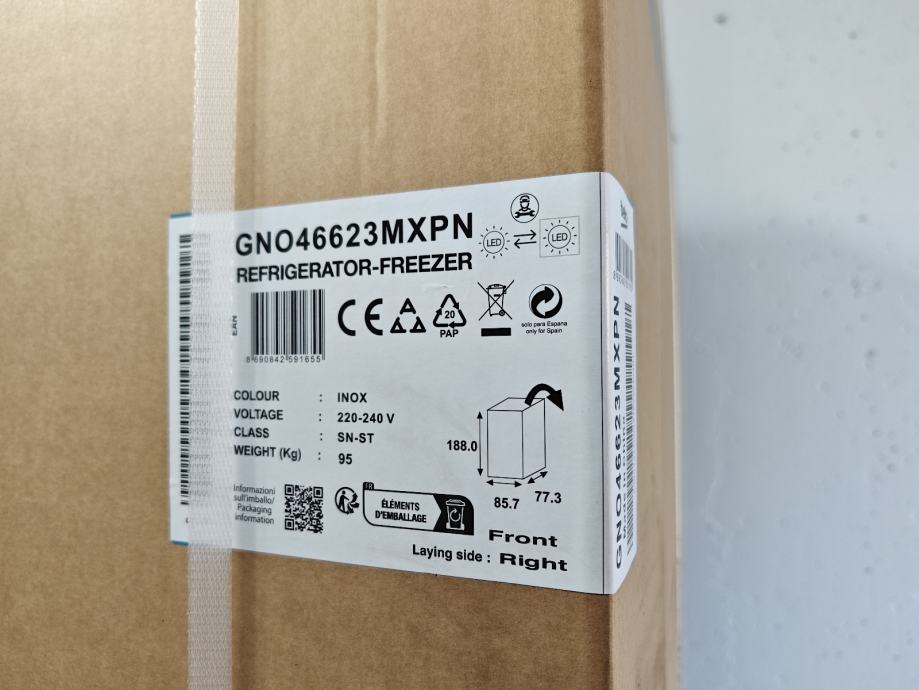 GNO46623MXPN
REFRIGERATOR-FREEZER
LED
LED
EAN
8 690842 591655
CE
20
PAP
solo para Espana
only for Spain
COLOUR : INOX
VOLTAGE : 220-240 V
CLASS : SN-ST
WEIGHT (Kg) : 95
188.0
85.7
77.3
Informazioni
sull'imballo/
Packaging
information
FR
ÉLÉMENTS
D'EMBALLAGE
Front
Laying side : Right
GNO46623MXPN